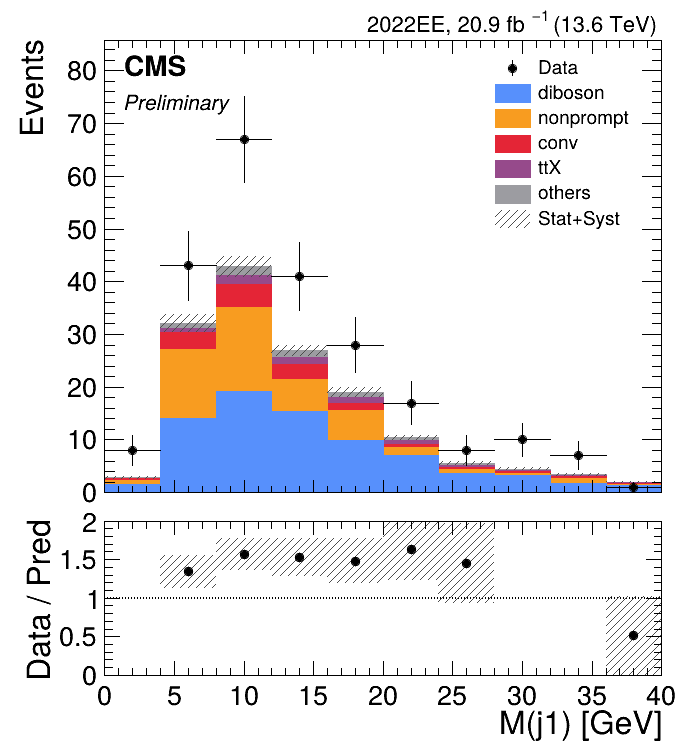 2022EE, 20.9 fb⁻¹ (13.6 TeV)
CMS
Preliminary
Events
80
70
60
50
40
30
20
10
0
Data
diboson
nonprompt
conv
ttX
others
Stat+Syst
Data / Pred
2
1.5
1
0.5
0
0 5 10 15 20 25 30 35 40
M(j1) [GeV]